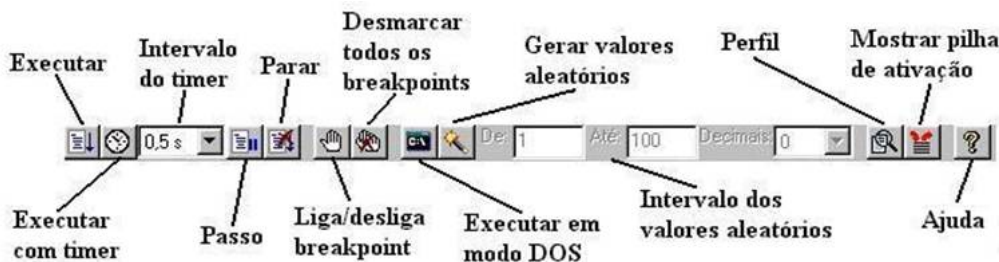 Executar
Intervalo
do timer
Parar
Desmarcar
todos os
breakpoints
Gerar valores
aleatórios
Perfil
Mostrar pilha
de ativação
0,5 s
De: 1
Até: 100
Decimais: 0
Executar
com timer
Passo
Liga/desliga
breakpoint
Executar em
modo DOS
Intervalo dos
valores aleatórios
Ajuda